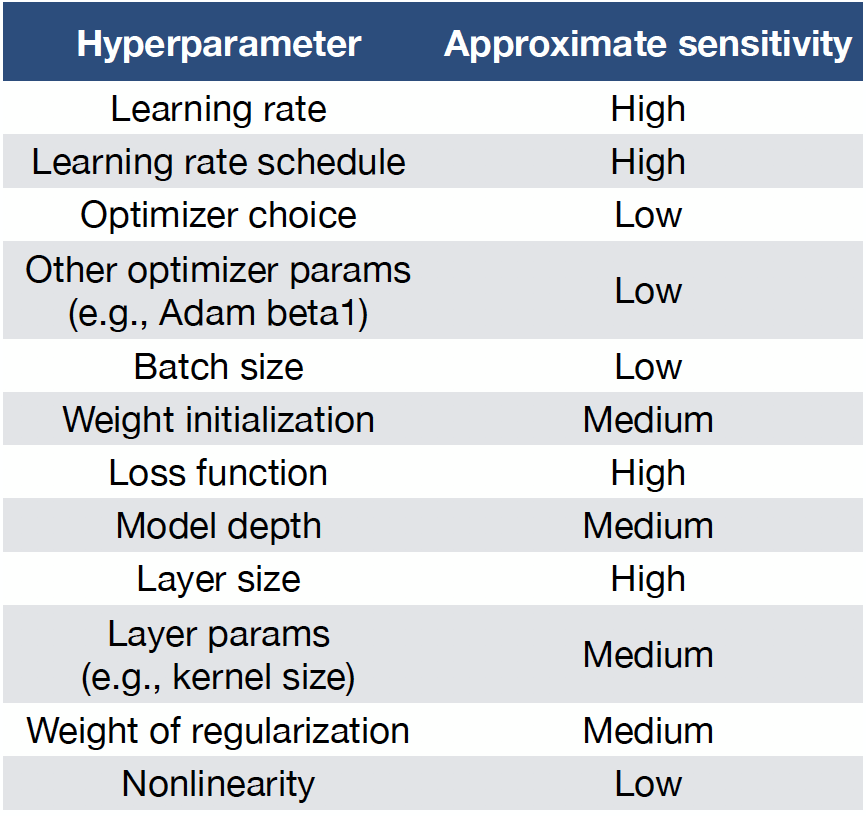 Hyperparameter Approximate sensitivity
Learning rate High
Learning rate schedule High
Optimizer choice Low
Other optimizer params
(e.g., Adam beta1) Low
Batch size Low
Weight initialization Medium
Loss function High
Model depth Medium
Layer size High
Layer params
(e.g., kernel size) Medium
Weight of regularization Medium
Nonlinearity Low